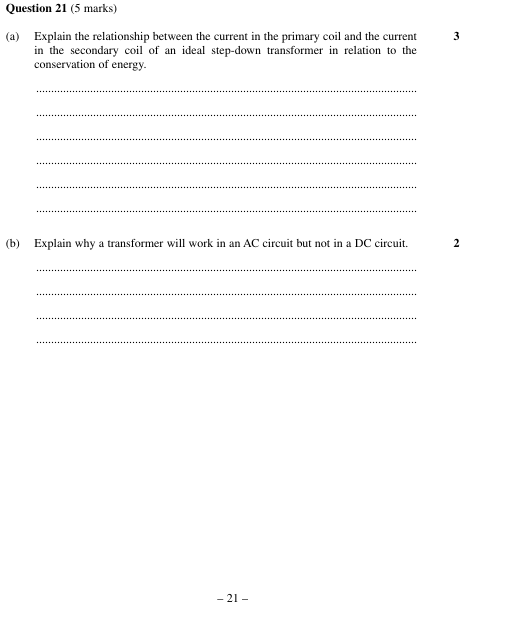 Question 21 (5 marks)
(a) Explain the relationship between the current in the primary coil and the current 3
in the secondary coil of an ideal step-down transformer in relation to the
conservation of energy.
(b) Explain why a transformer will work in an AC circuit but not in a DC circuit. 2
– 21 –